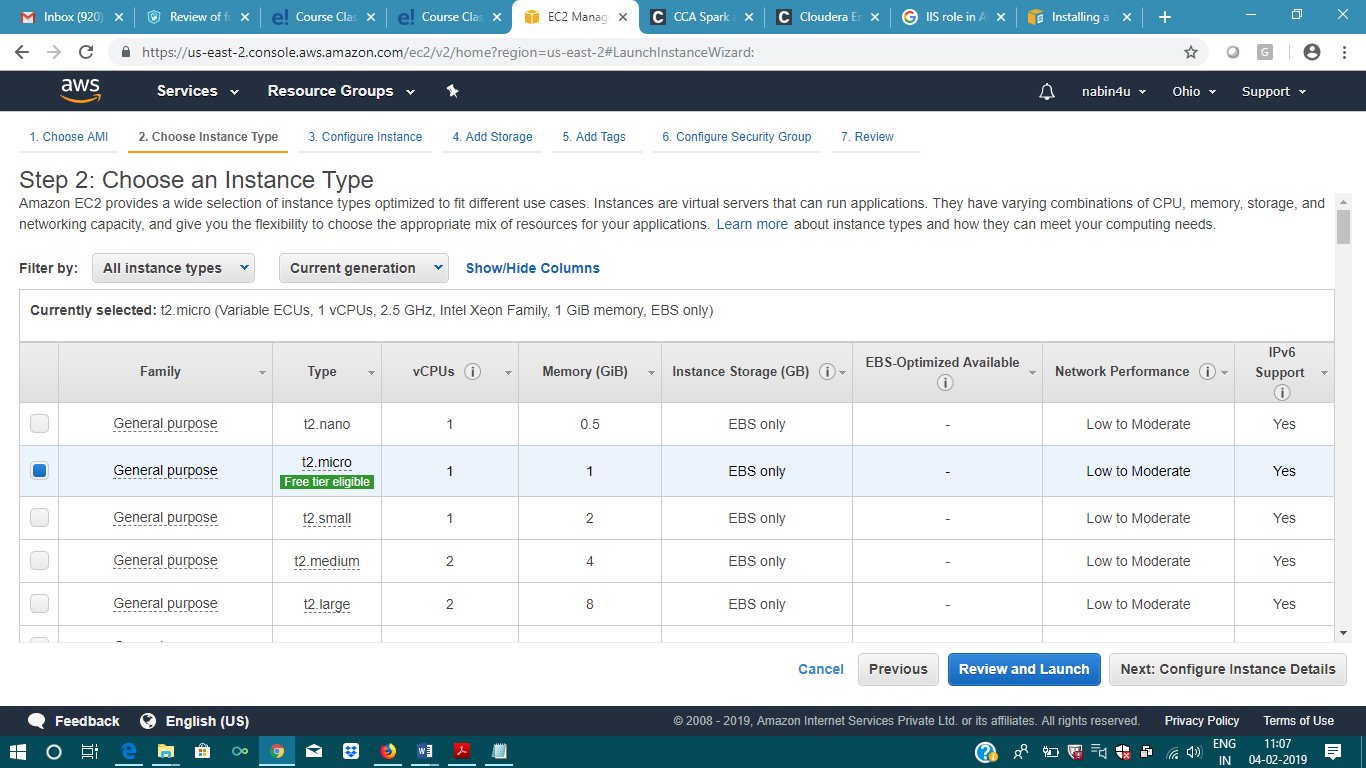 Inbox (920)
Review of f
Course Clas
Course Clas
EC2 Manag
CCA Spark a
Cloudera En
IIS role in A
Installing a
https://us-east-2.console.aws.amazon.com/ec2/v2/home?region=us-east-2#LaunchInstanceWizard:
G
aws Services Resource Groups nabin4u Ohio Support
1. Choose AMI 2. Choose Instance Type 3. Configure Instance 4. Add Storage 5. Add Tags 6. Configure Security Group 7. Review
Step 2: Choose an Instance Type
Amazon EC2 provides a wide selection of instance types optimized to fit different use cases. Instances are virtual servers that can run applications. They have varying combinations of CPU, memory, storage, and
networking capacity, and give you the flexibility to choose the appropriate mix of resources for your applications. Learn more about instance types and how they can meet your computing needs.
Filter by: All instance types Current generation Show/Hide Columns
Currently selected: t2.micro (Variable ECUs, 1 vCPUs, 2.5 GHz, Intel Xeon Family, 1 GiB memory, EBS only)
Family Type vCPUs Memory (GiB) Instance Storage (GB) EBS-Optimized Available Network Performance IPv6 Support
General purpose t2.nano 1 0.5 EBS only - Low to Moderate Yes
General purpose t2.micro Free tier eligible 1 1 EBS only - Low to Moderate Yes
General purpose t2.small 1 2 EBS only - Low to Moderate Yes
General purpose t2.medium 2 4 EBS only - Low to Moderate Yes
General purpose t2.large 2 8 EBS only - Low to Moderate Yes
Cancel Previous Review and Launch Next: Configure Instance Details
Feedback English (US) © 2008 - 2019, Amazon Internet Services Private Ltd. or its affiliates. All rights reserved. Privacy Policy Terms of Use
ENG 11:07
IN 04-02-2019